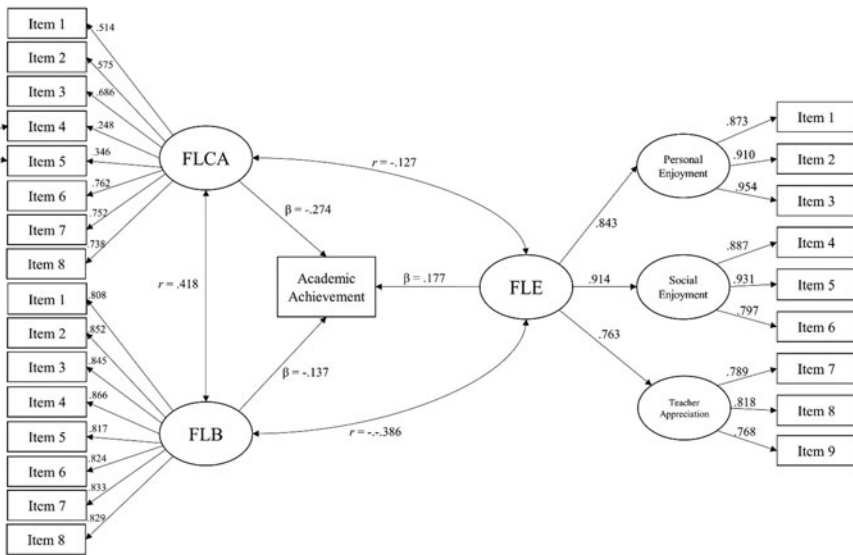 Item 1
.514
Item 2
.575
Item 3
.686
Item 4
.248
Item 5
.346
Item 6
.762
Item 7
.752
Item 8
.738
FLCA
r = -.127
β = -.274
r = .418
Academic
Achievement
β = .177
β = -.137
Item 1
.808
Item 2
.852
Item 3
.845
Item 4
.866
Item 5
.817
Item 6
.824
Item 7
.833
Item 8
.829
FLB
r = -.-.386
FLE
.843
.914
.763
Personal
Enjoyment
.873
Item 1
.910
Item 2
.954
Item 3
Social
Enjoyment
.887
Item 4
.931
Item 5
.797
Item 6
Teacher
Appreciation
.789
Item 7
.818
Item 8
.768
Item 9